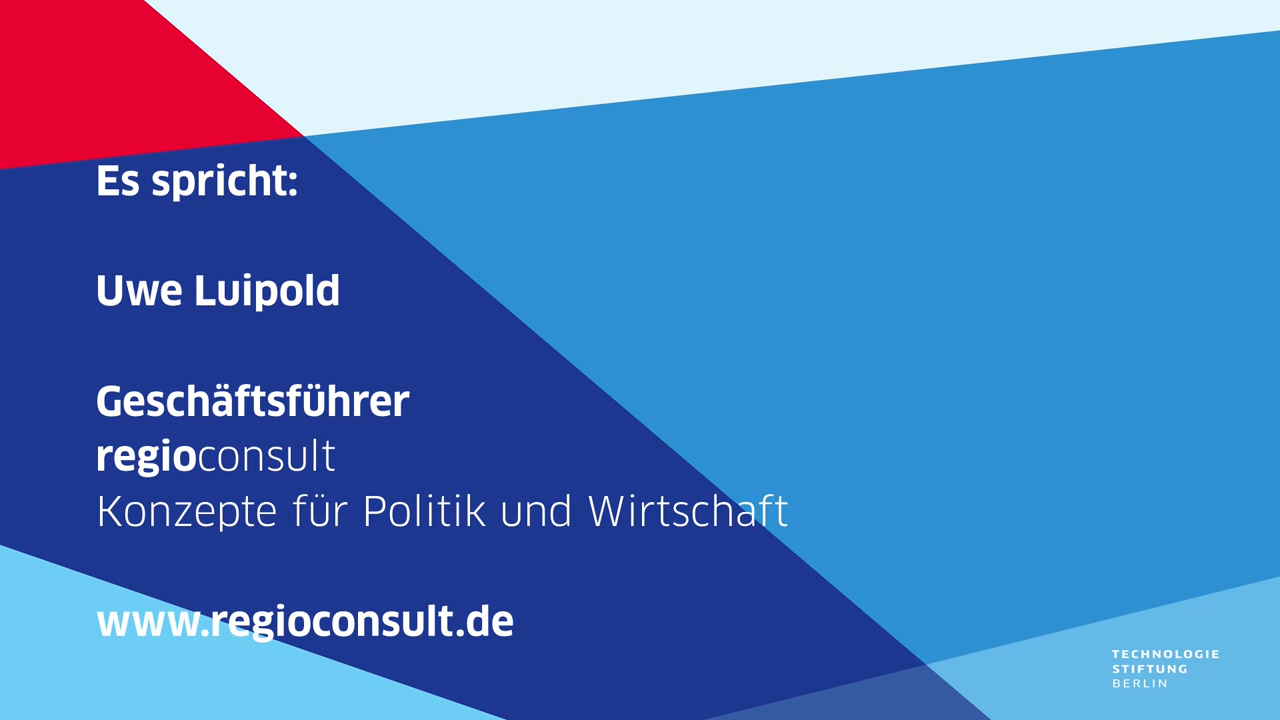 Es spricht:
Uwe Luipold
Geschäftsführer
regioconsult
Konzepte für Politik und Wirtschaft
www.regioconsult.de
TECHNOLOGIE
STIFTUNG
BERLIN